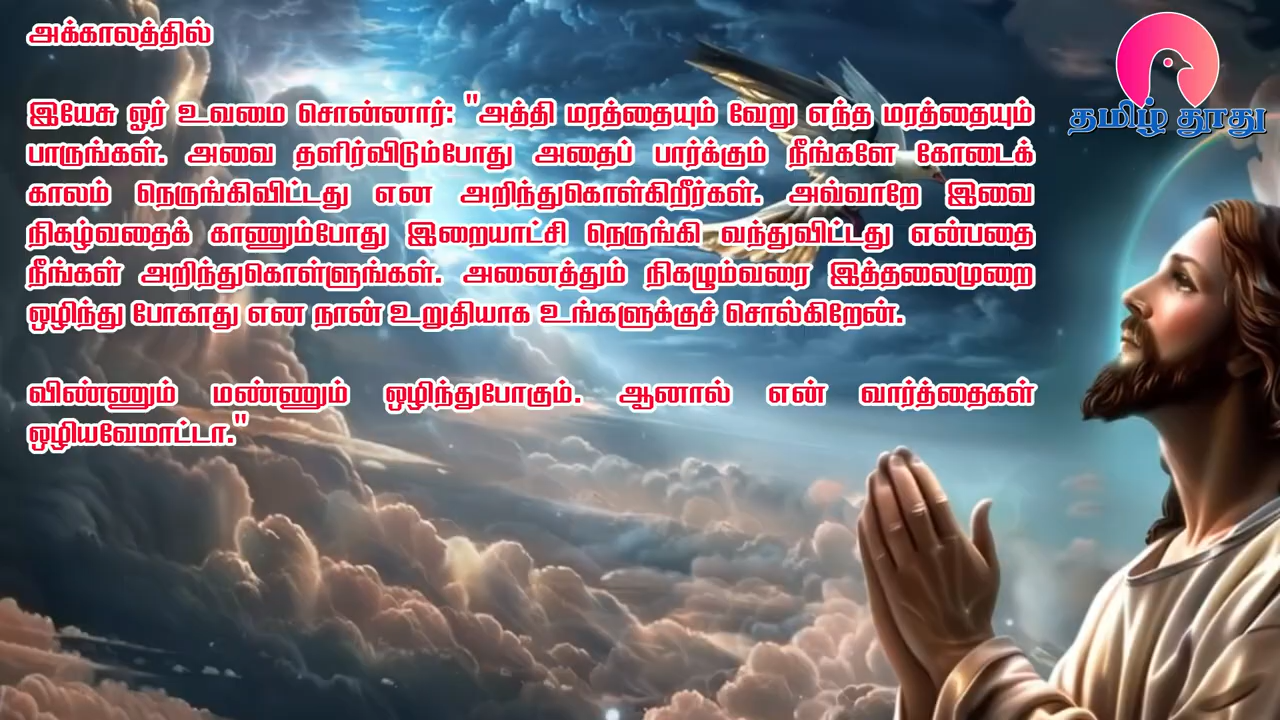 அக்காலத்தில்
இயேசு ஓர் உவமை சொன்னார்: "அத்தி மரத்தையும் வேறு எந்த மரத்தையும்
பாருங்கள். அவை தளிர்விடும்போது அதைப் பார்க்கும் நீங்களே கோடைக்
காலம் நெருங்கிவிட்டது என அறிந்துகொள்கிறீர்கள். அவ்வாறே இவை
நிகழ்வதைக் காணும்போது இறையாட்சி நெருங்கி வந்துவிட்டது என்பதை
நீங்கள் அறிந்துகொள்ளுங்கள். அனைத்தும் நிகழும்வரை இத்தலைமுறை
ஒழிந்து போகாது என நான் உறுதியாக உங்களுக்குச் சொல்கிறேன்.
விண்ணும் மண்ணும் ஒழிந்துபோகும். ஆனால் என் வார்த்தைகள்
ஒழியவேமாட்டா."
தமிழ் தூது